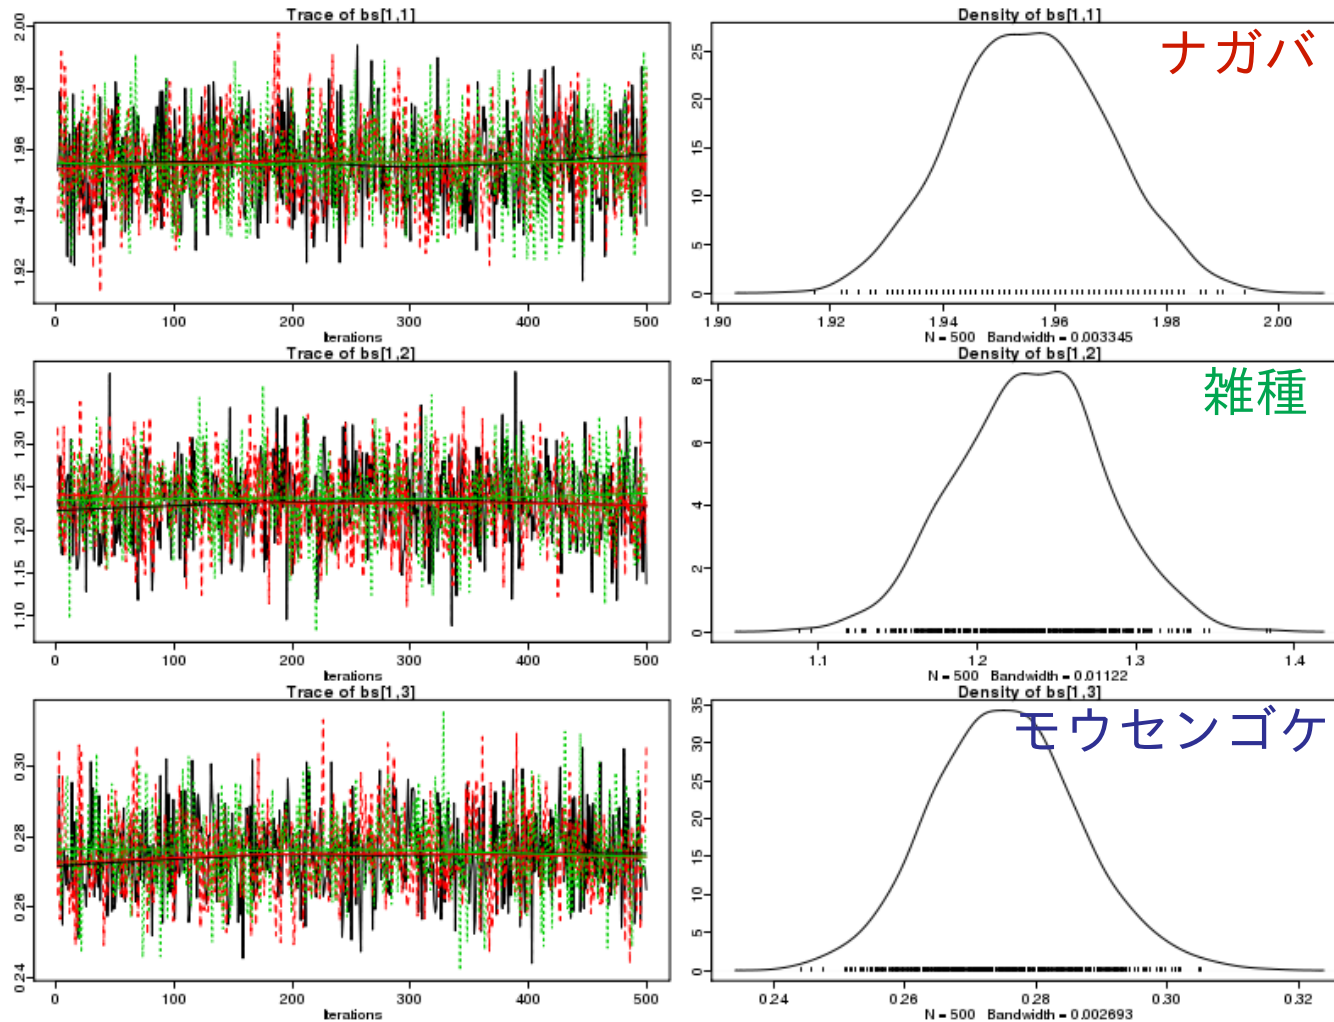 Trace of bs[1,1]
2.00
1.98
1.96
1.94
1.92
0 100 200 300 400 500
Iterations
Density of bs[1,1]
ナガバ
25
20
15
10
5
0
1.90 1.92 1.94 1.96 1.98 2.00
N = 500 Bandwidth = 0.003345
Trace of bs[1,2]
1.35
1.30
1.25
1.20
1.15
1.10
0 100 200 300 400 500
Iterations
Density of bs[1,2]
雑種
8
6
4
2
0
1.1 1.2 1.3 1.4
N = 500 Bandwidth = 0.01122
Trace of bs[1,3]
0.30
0.28
0.26
0.24
0 100 200 300 400 500
Iterations
Density of bs[1,3]
モウセンゴケ
35
30
25
20
15
10
5
0
0.24 0.26 0.28 0.30 0.32
N = 500 Bandwidth = 0.002693